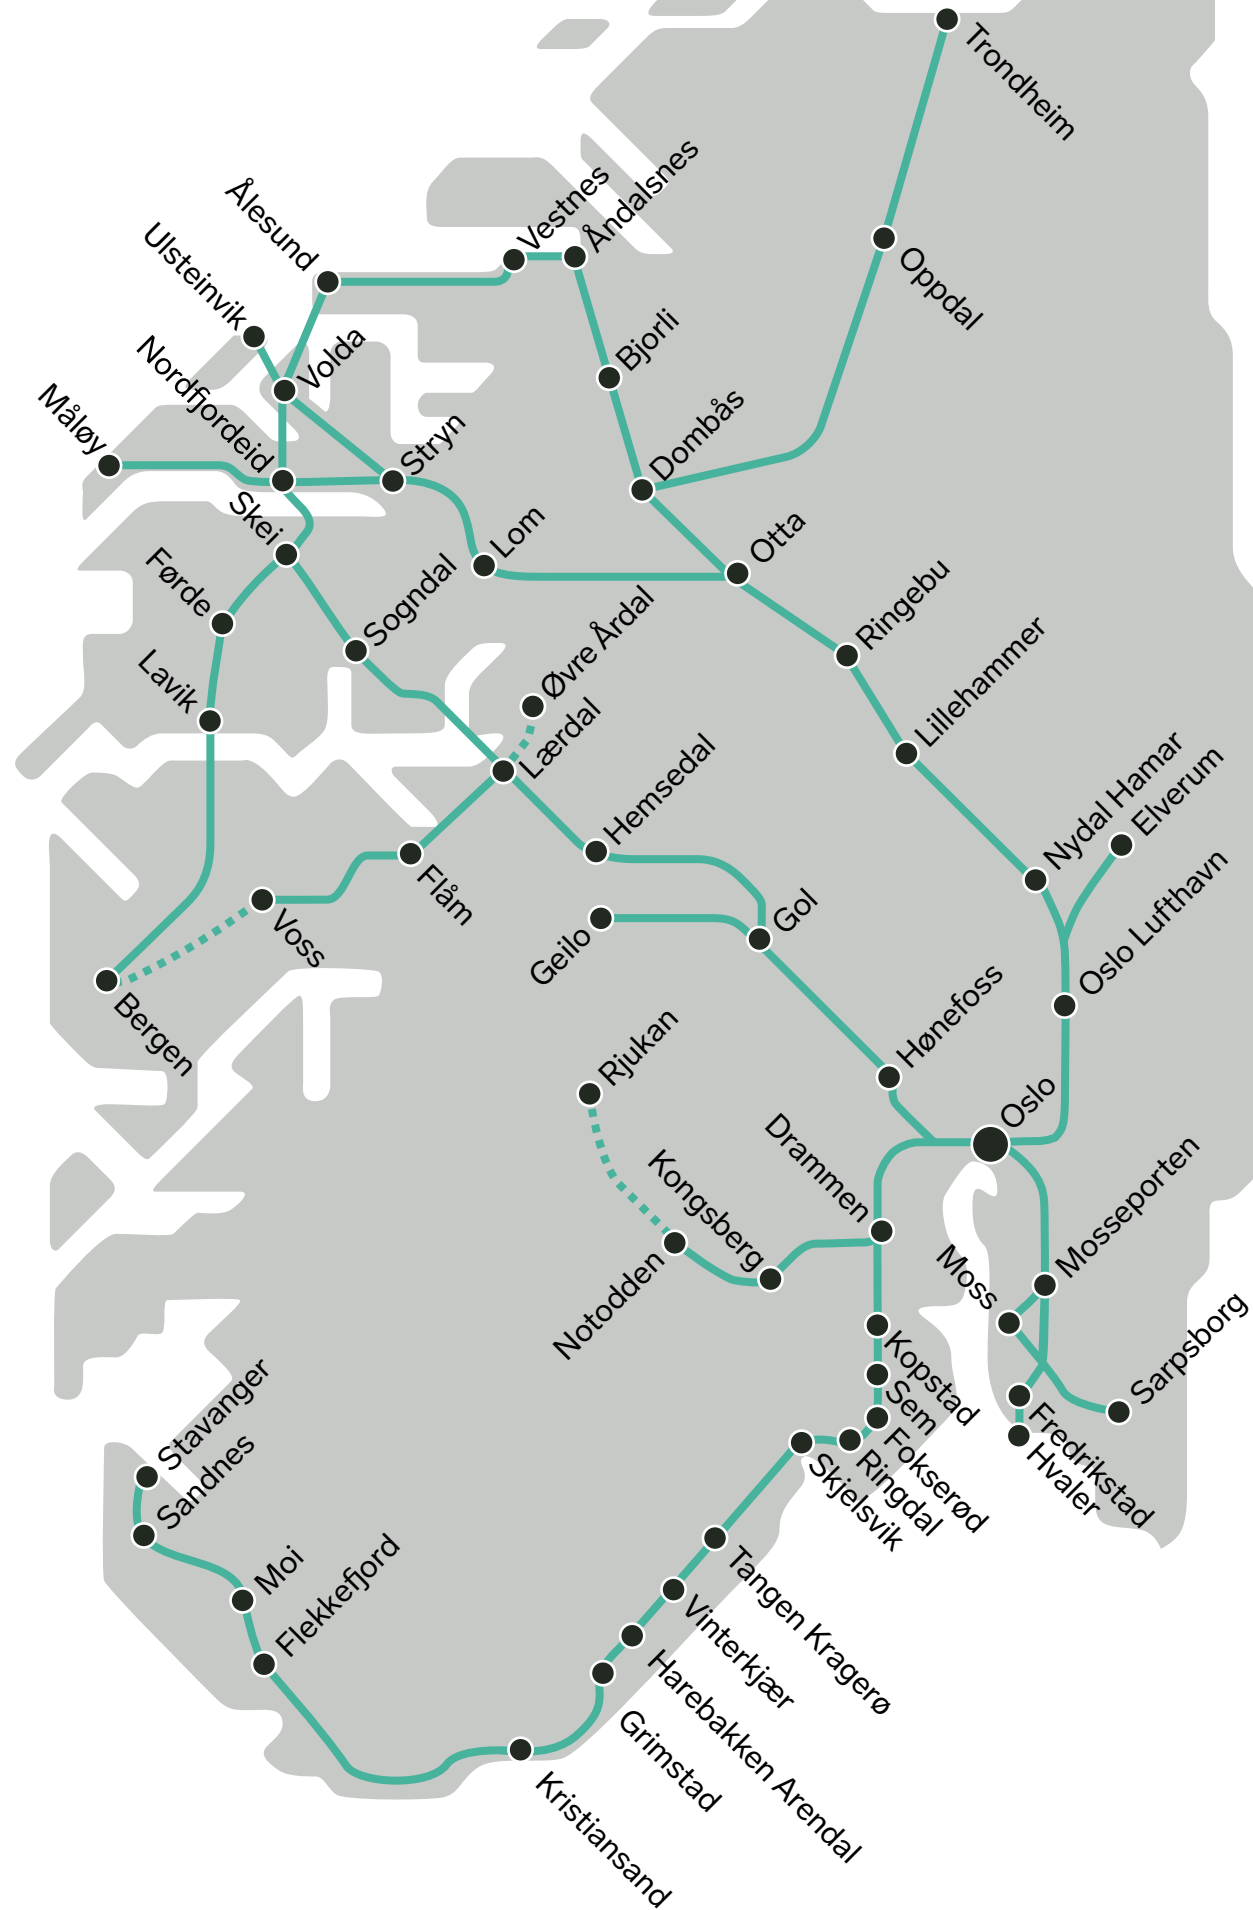 Trondheim
Oppdal
Åndalsnes
Vestnes
Ålesund
Ulsteinvik
Volda
Bjorli
Nordfjordeid
Måløy
Stryn
Dombås
Skei
Lom
Otta
Førde
Sogndal
Øvre Årdal
Ringebu
Lavik
Lillehammer
Lærdal
Hemsedal
Nydal Hamar
Elverum
Flåm
Voss
Gol
Geilo
Oslo Lufthavn
Bergen
Hønefoss
Rjukan
Oslo
Drammen
Kongsberg
Notodden
Mosseporten
Moss
Sarpsborg
Kopstad
Sem
Fokserød
Ringdal
Skjelsvik
Fredrikstad
Hvaler
Stavanger
Sandnes
Moi
Flekkefjord
Tangen Kragerø
Vinterkjær
Harebakken Arendal
Grimstad
Kristiansand